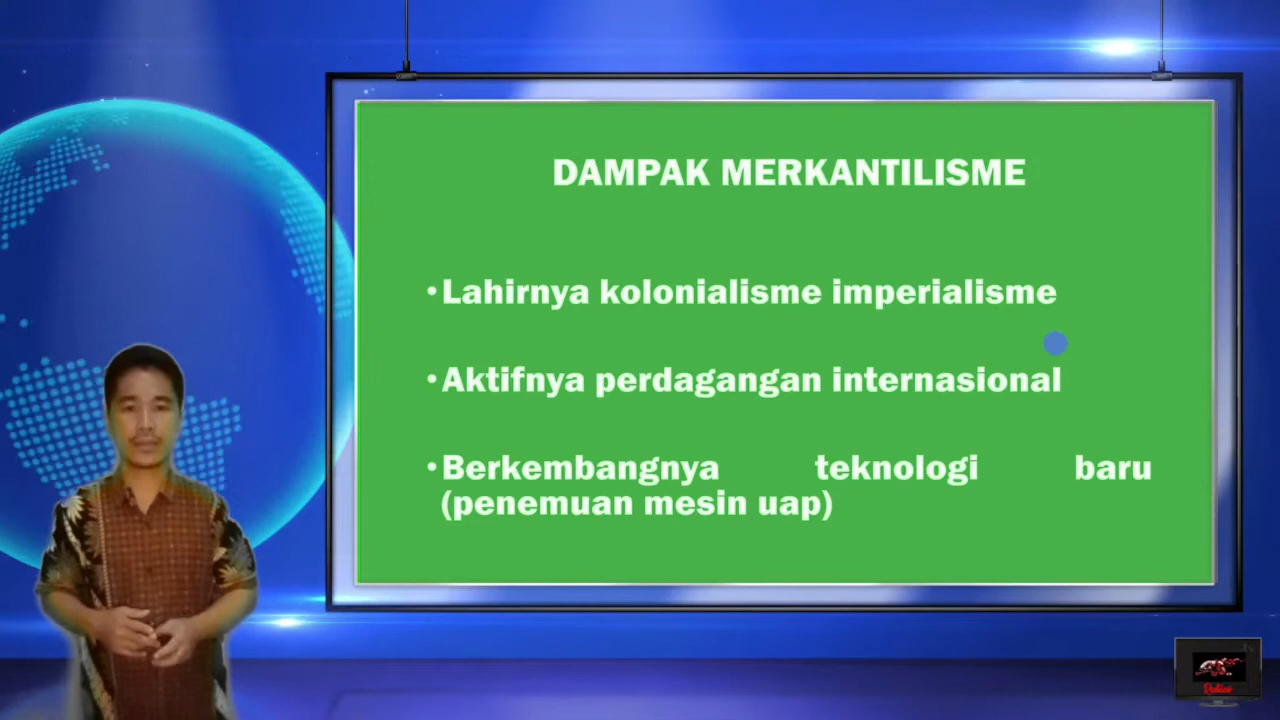 DAMPAK MERKANTILISME
•Lahirnya kolonialisme imperialisme
•Aktifnya perdagangan internasional
•Berkembangnya teknologi baru
(penemuan mesin uap)